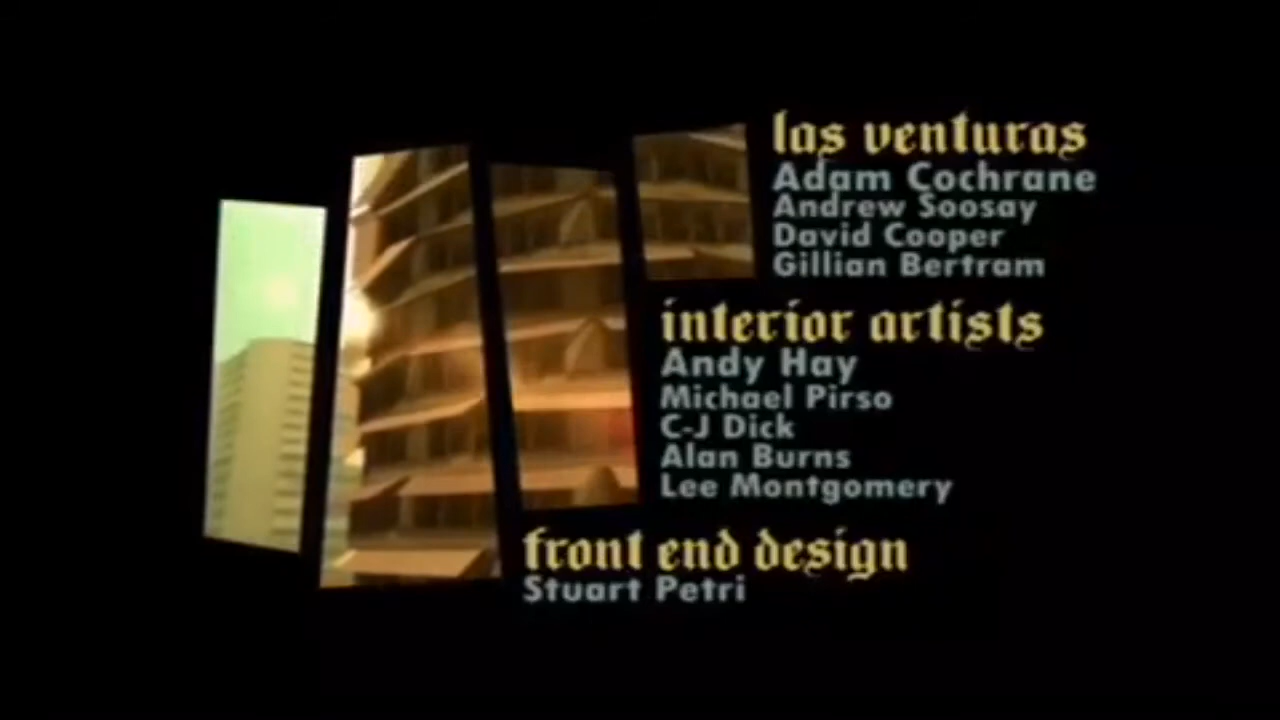 las venturas
Adam Cochrane
Andrew Soosay
David Cooper
Gillian Bertram
interior artists
Andy Hay
Michael Pirso
C-J Dick
Alan Burns
Lee Montgomery
front end design
Stuart Petri